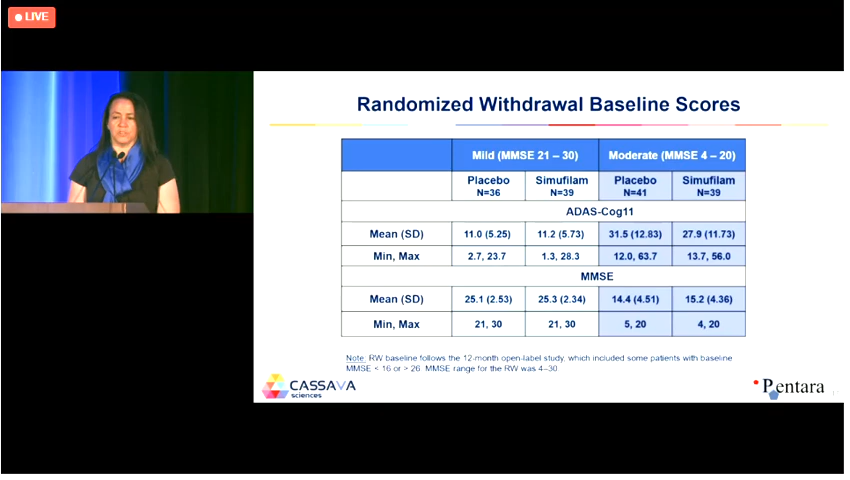 LIVE
Randomized Withdrawal Baseline Scores
Mild (MMSE 21 – 30) Moderate (MMSE 4 – 20)
Placebo Simufilam Placebo Simufilam
N=36 N=39 N=41 N=39
ADAS-Cog11
Mean (SD) 11.0 (5.25) 11.2 (5.73) 31.5 (12.83) 27.9 (11.73)
Min, Max 2.7, 23.7 1.3, 28.3 12.0, 63.7 13.7, 56.0
MMSE
Mean (SD) 25.1 (2.53) 25.3 (2.34) 14.4 (4.51) 15.2 (4.36)
Min, Max 21, 30 21, 30 5, 20 4, 20
Note: RW baseline follows the 12-month open-label study, which included some patients with baseline
MMSE < 16 or > 26. MMSE range for the RW was 4–30
CASSAVA
sciences
Pentara